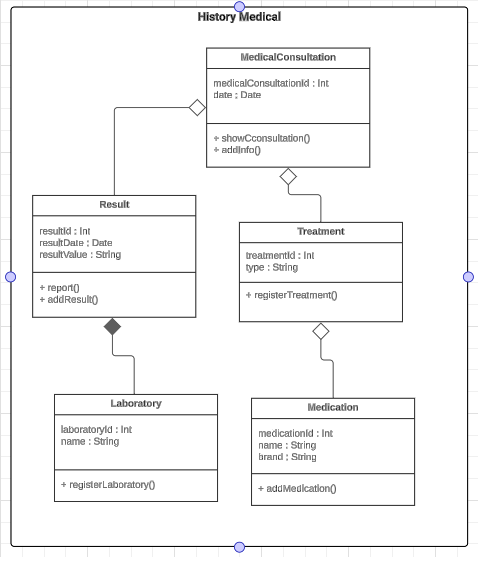 History Medical
MedicalConsultation
medicalConsultationId : Int
date : Date
+ showCconsultation()
+ addInfo()
Result
resultId : Int
resultDate : Date
resultValue : String
+ report()
+ addResult()
Treatment
treatmentId : Int
type : String
+ registerTreatment()
Laboratory
laboratoryId : Int
name : String
+ registerLaboratory()
Medication
medicationId : Int
name : String
brand : String
+ addMedication()